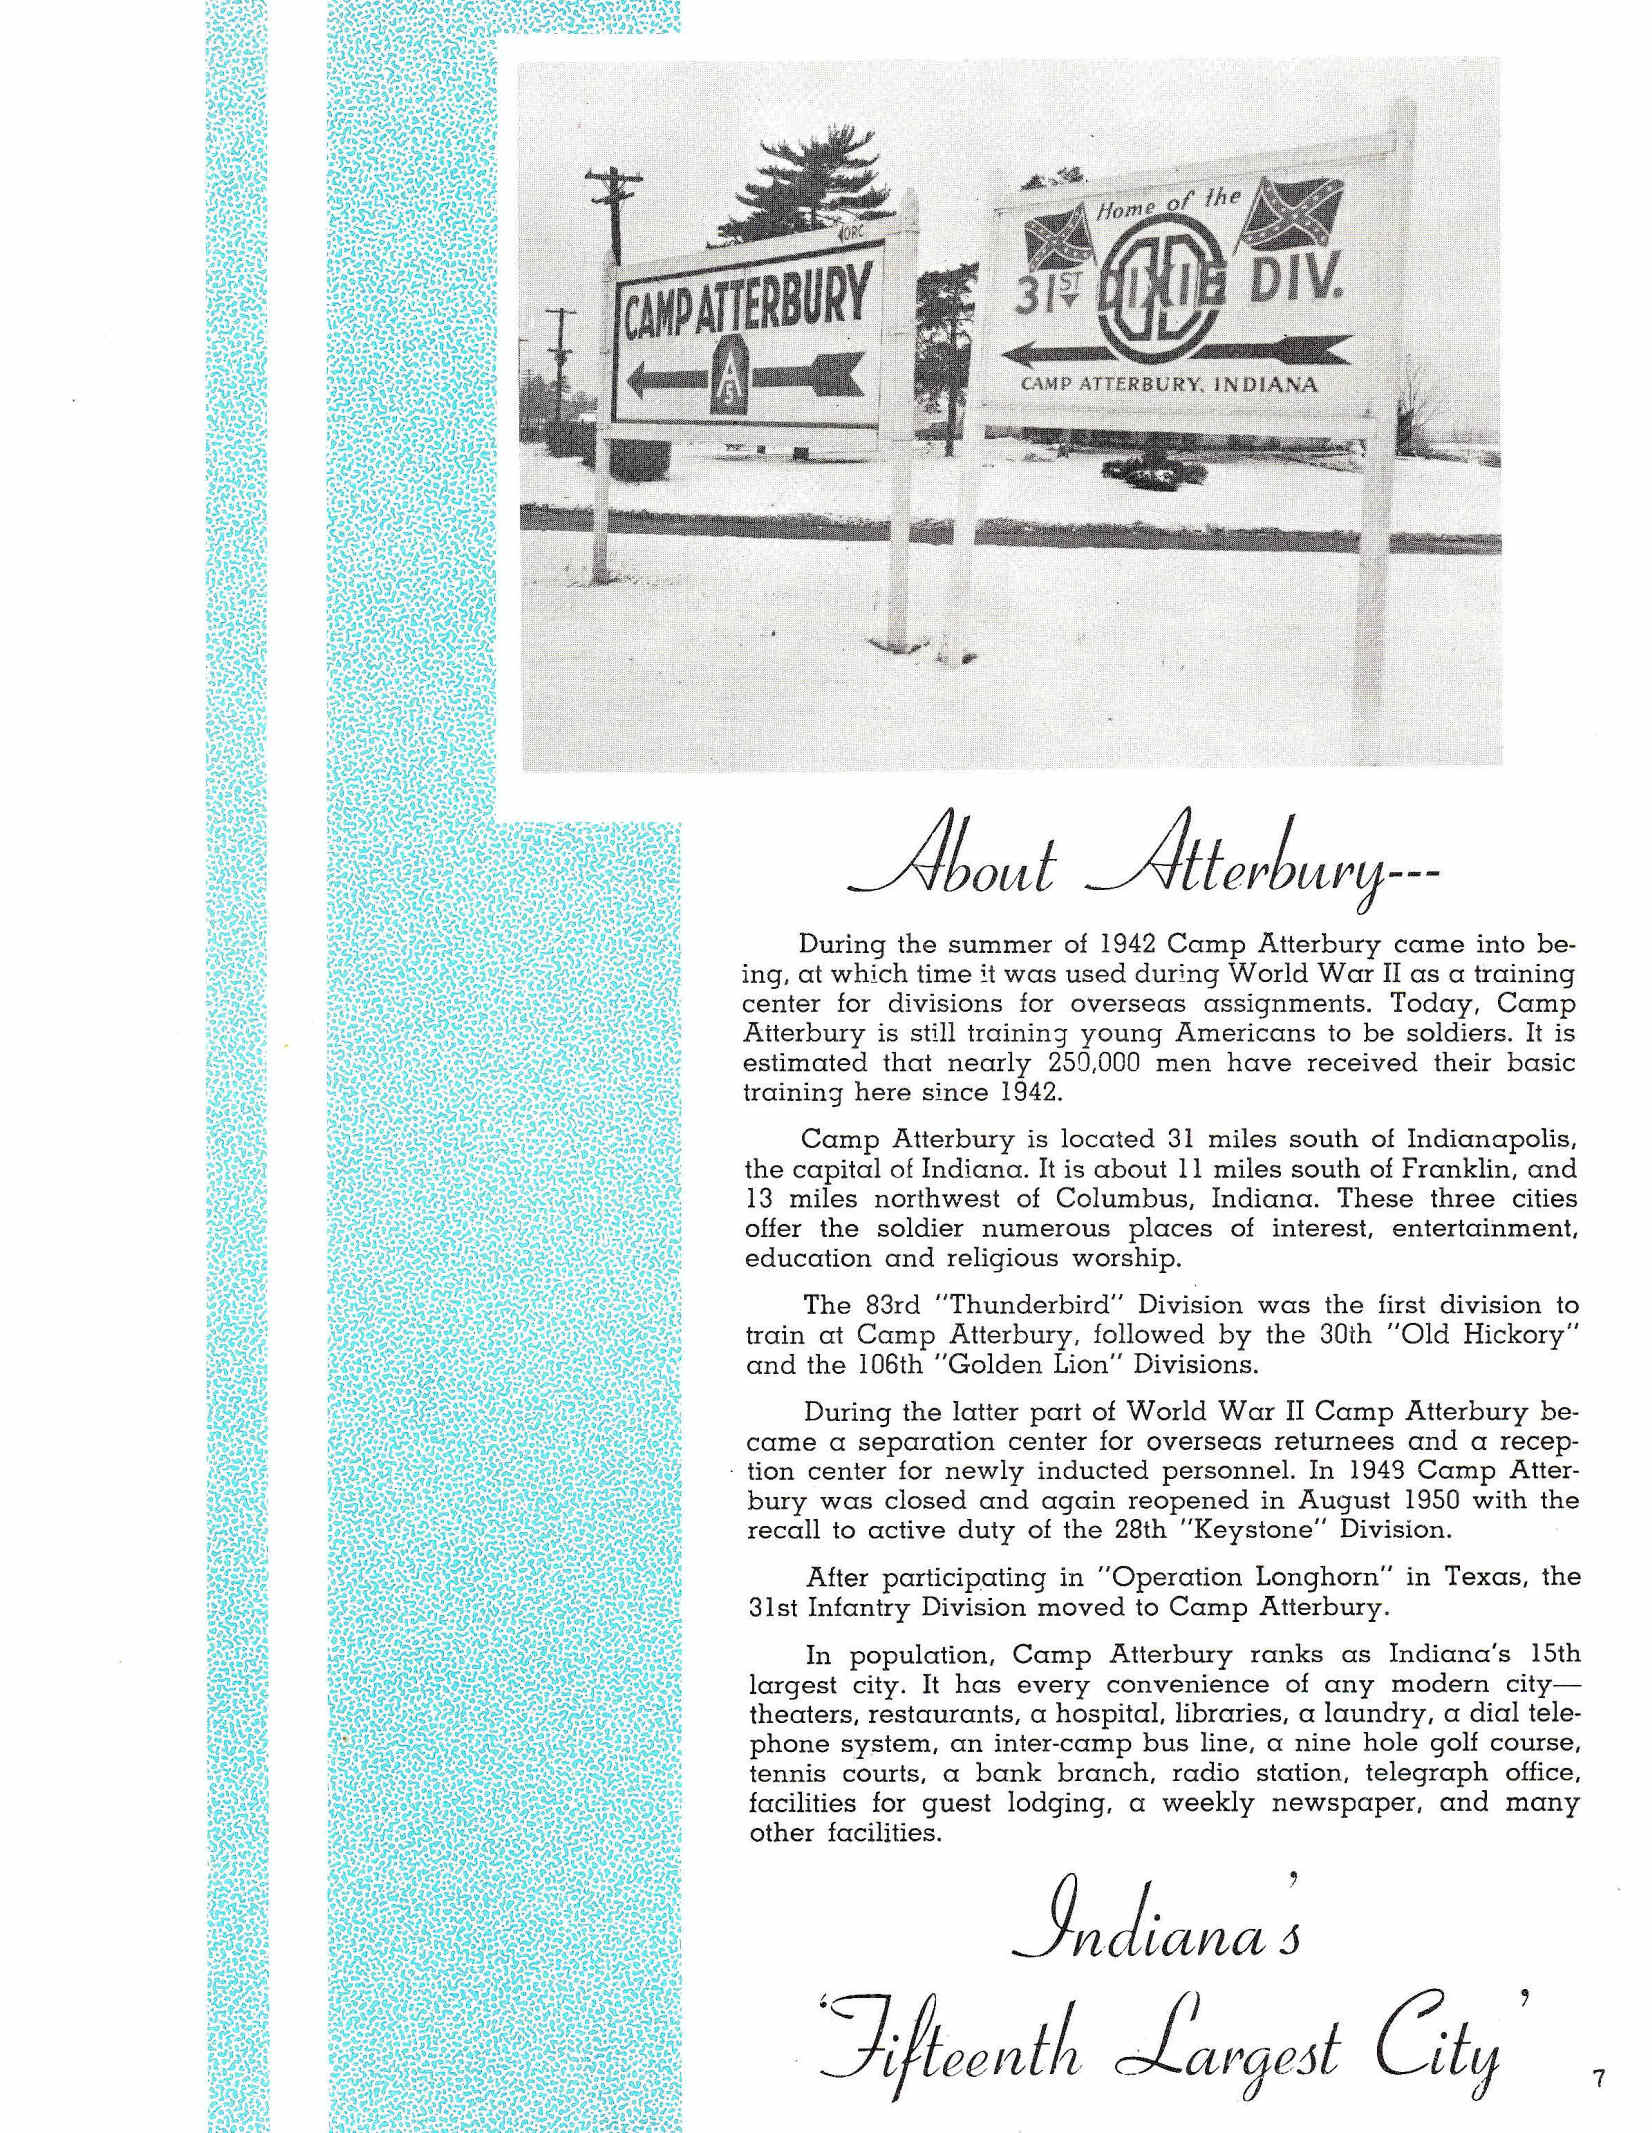 ORC
CAMP ATTERBURY
A
5
Home of the
31ST DIXIE DIV.
CAMP ATTERBURY, INDIANA
About Atterbury---
During the summer of 1942 Camp Atterbury came into be-
ing, at which time it was used during World War II as a training
center for divisions for overseas assignments. Today, Camp
Atterbury is still training young Americans to be soldiers. It is
estimated that nearly 250,000 men have received their basic
training here since 1942.
Camp Atterbury is located 31 miles south of Indianapolis,
the capital of Indiana. It is about 11 miles south of Franklin, and
13 miles northwest of Columbus, Indiana. These three cities
offer the soldier numerous places of interest, entertainment,
education and religious worship.
The 83rd "Thunderbird" Division was the first division to
train at Camp Atterbury, followed by the 30th "Old Hickory"
and the 106th "Golden Lion" Divisions.
During the latter part of World War II Camp Atterbury be-
came a separation center for overseas returnees and a recep-
tion center for newly inducted personnel. In Camp Atter-
bury was closed and again reopened in August 1950 with the
recall to active duty of the 28th "Keystone" Division.
After participating in "Operation Longhorn" in Texas, the
31st Infantry Division moved to Camp Atterbury.
In population, Camp Atterbury ranks as Indiana's 15th
largest city. It has every convenience of any modern city—
theaters, restaurants, a hospital, libraries, a laundry, a dial tele-
phone system, an inter-camp bus line, a nine hole golf course,
tennis courts, a bank branch, radio station, telegraph office,
facilities for guest lodging, a weekly newspaper, and many
other facilities.
Indiana's
'Fifteenth Largest City'
7